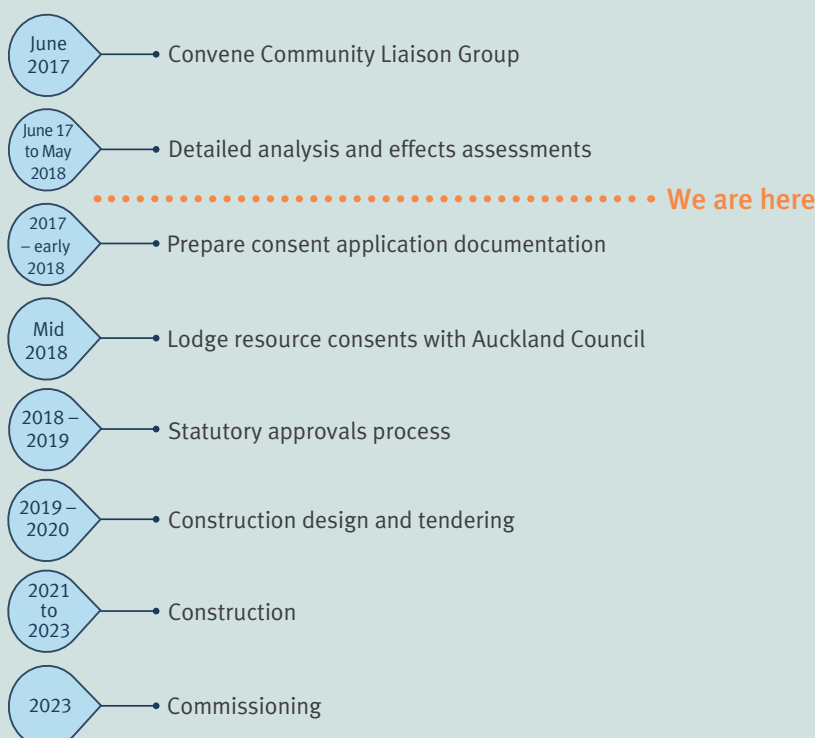 June
2017
Convene Community Liaison Group
June 17
to May
2018
Detailed analysis and effects assessments
We are here
2017
– early
2018
Prepare consent application documentation
Mid
2018
Lodge resource consents with Auckland Council
2018 –
2019
Statutory approvals process
2019 –
2020
Construction design and tendering
2021
to
2023
Construction
2023
Commissioning